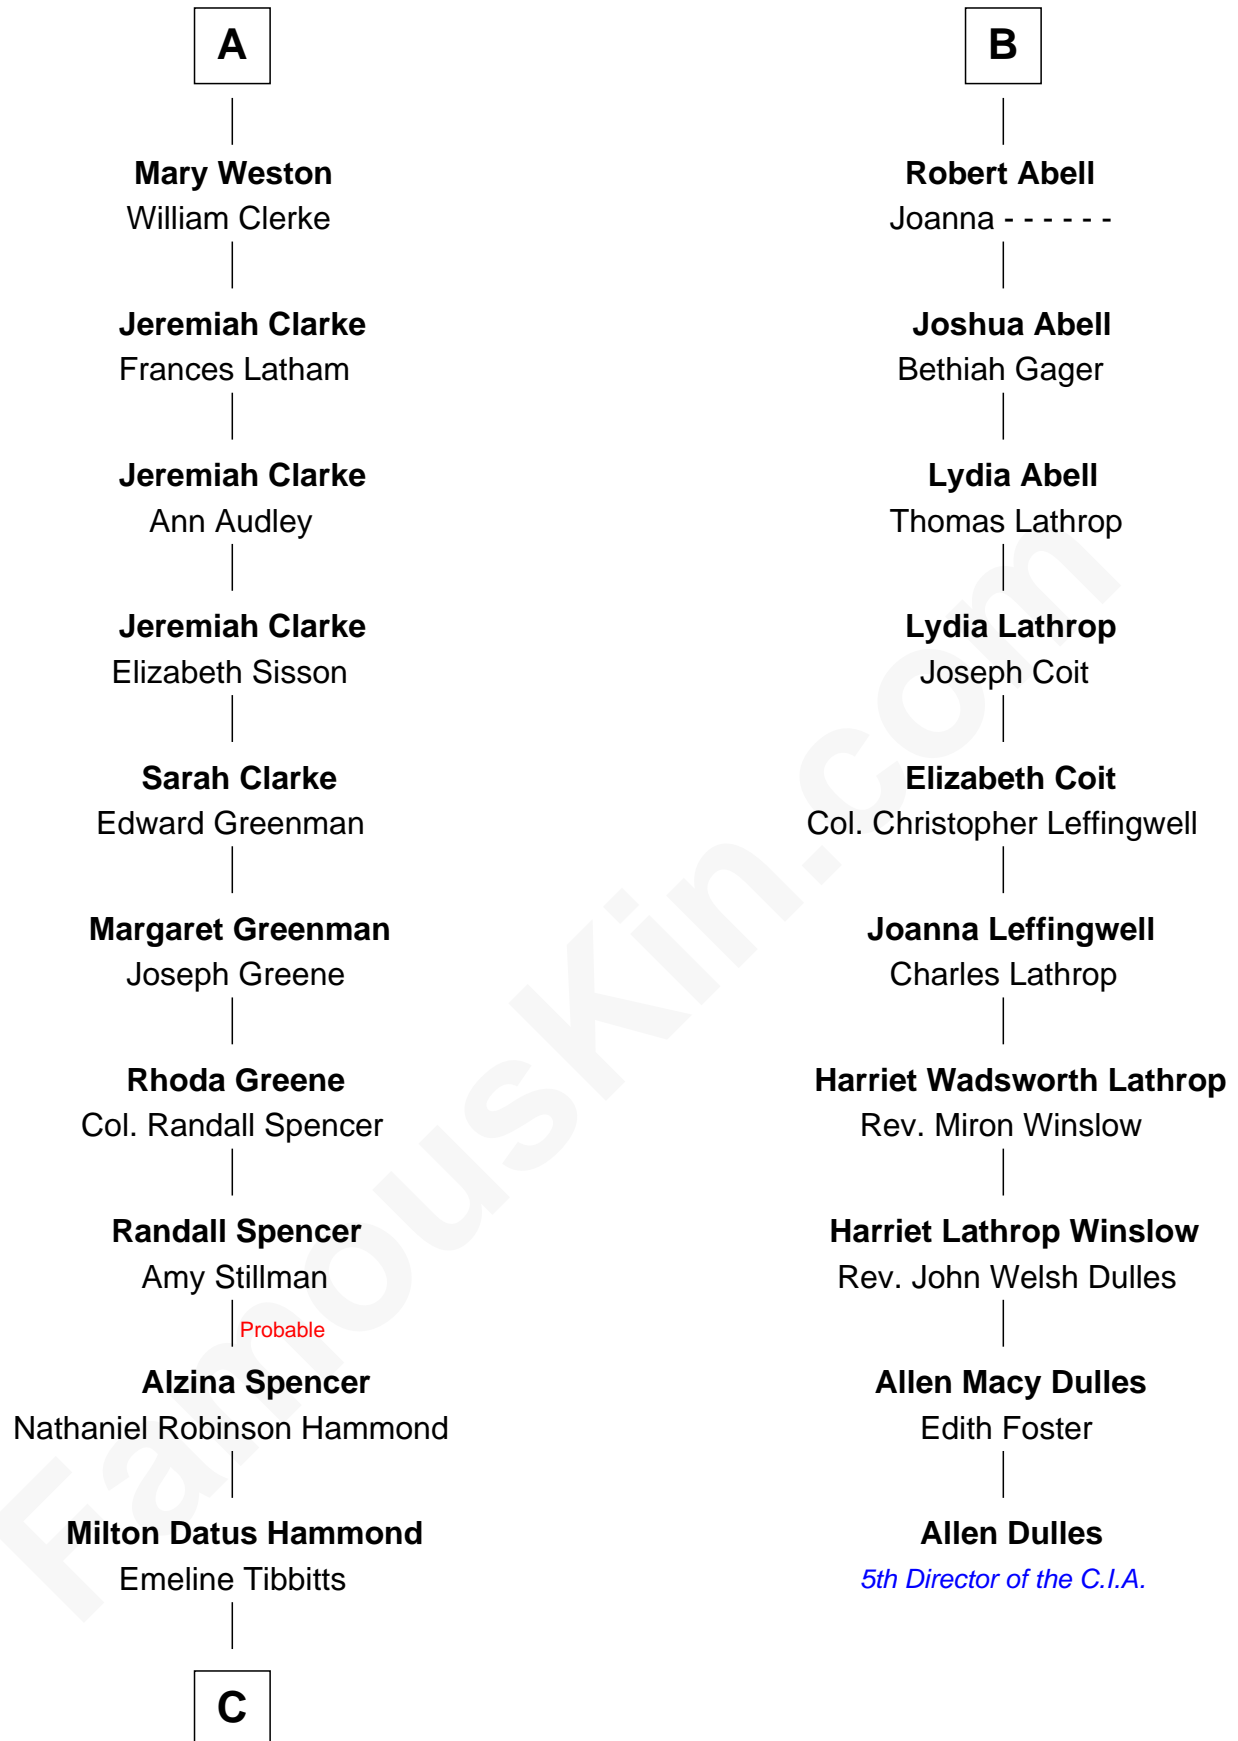 A
Mary Weston
William Clerke
Jeremiah Clarke
Frances Latham
Jeremiah Clarke
Ann Audley
Jeremiah Clarke
Elizabeth Sisson
Sarah Clarke
Edward Greenman
Margaret Greenman
Joseph Greene
Rhoda Greene
Col. Randall Spencer
Randall Spencer
Amy Stillman
Probable
Alzina Spencer
Nathaniel Robinson Hammond
Milton Datus Hammond
Emeline Tibbitts
C
B
Robert Abell
Joanna - - - - - -
Joshua Abell
Bethiah Gager
Lydia Abell
Thomas Lathrop
Lydia Lathrop
Joseph Coit
Elizabeth Coit
Col. Christopher Leffingwell
Joanna Leffingwell
Charles Lathrop
Harriet Wadsworth Lathrop
Rev. Miron Winslow
Harriet Lathrop Winslow
Rev. John Welsh Dulles
Allen Macy Dulles
Edith Foster
Allen Dulles
5th Director of the C.I.A.
FamousKin.com